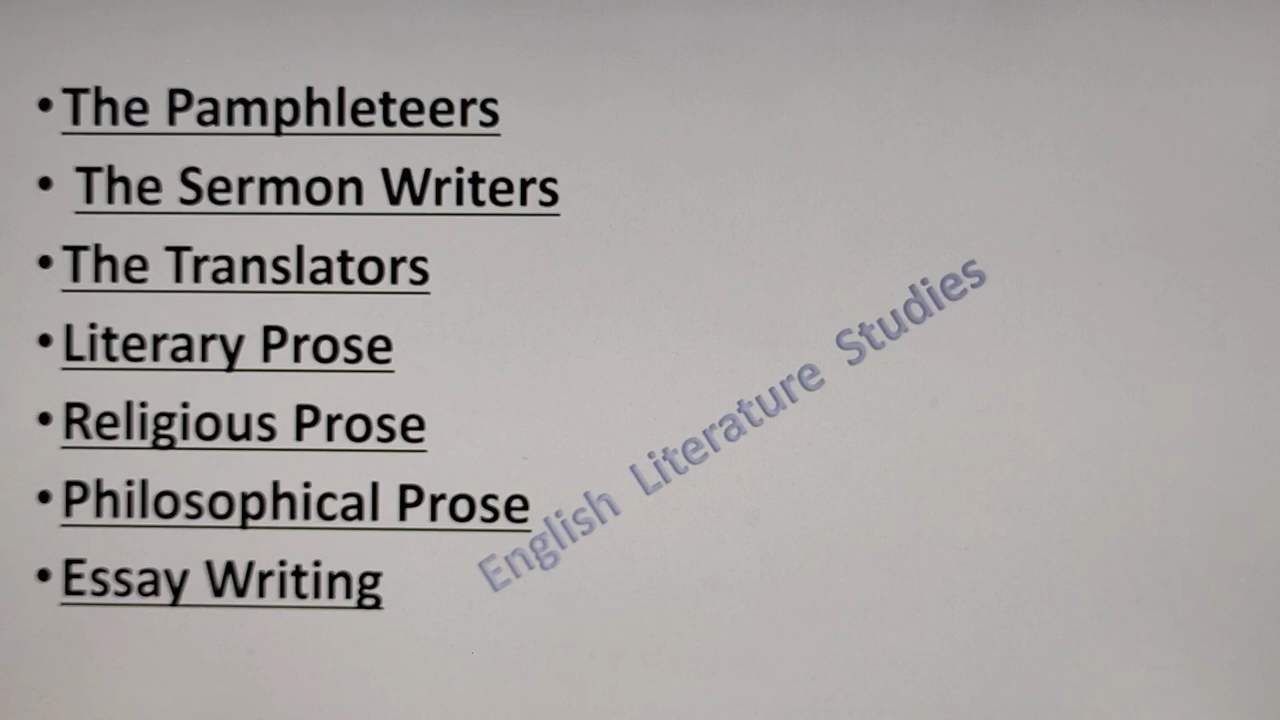 • The Pamphleteers
• The Sermon Writers
• The Translators
• Literary Prose
• Religious Prose
• Philosophical Prose
• Essay Writing
English Literature Studies